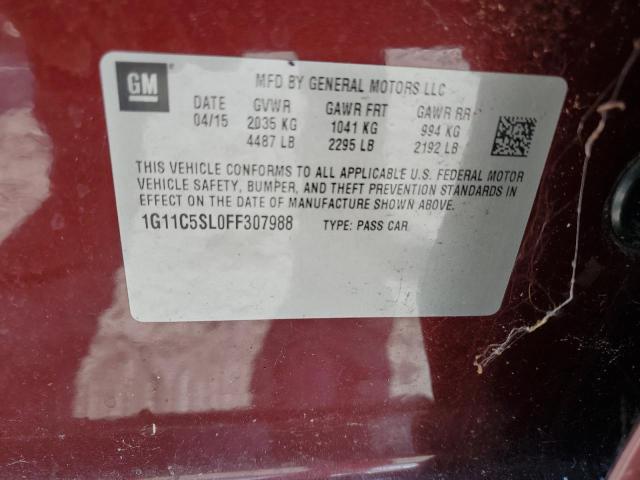 GM
MFD BY GENERAL MOTORS LLC
DATE GVWR GAWR FRT GAWR RR
04/15 2035 KG 1041 KG 994 KG
4487 LB 2295 LB 2192 LB
THIS VEHICLE CONFORMS TO ALL APPLICABLE U.S. FEDERAL MOTOR
VEHICLE SAFETY, BUMPER, AND THEFT PREVENTION STANDARDS IN
EFFECT ON THE DATE OF MANUFACTURE SHOWN ABOVE.
1G11C5SL0FF307988 TYPE: PASS CAR